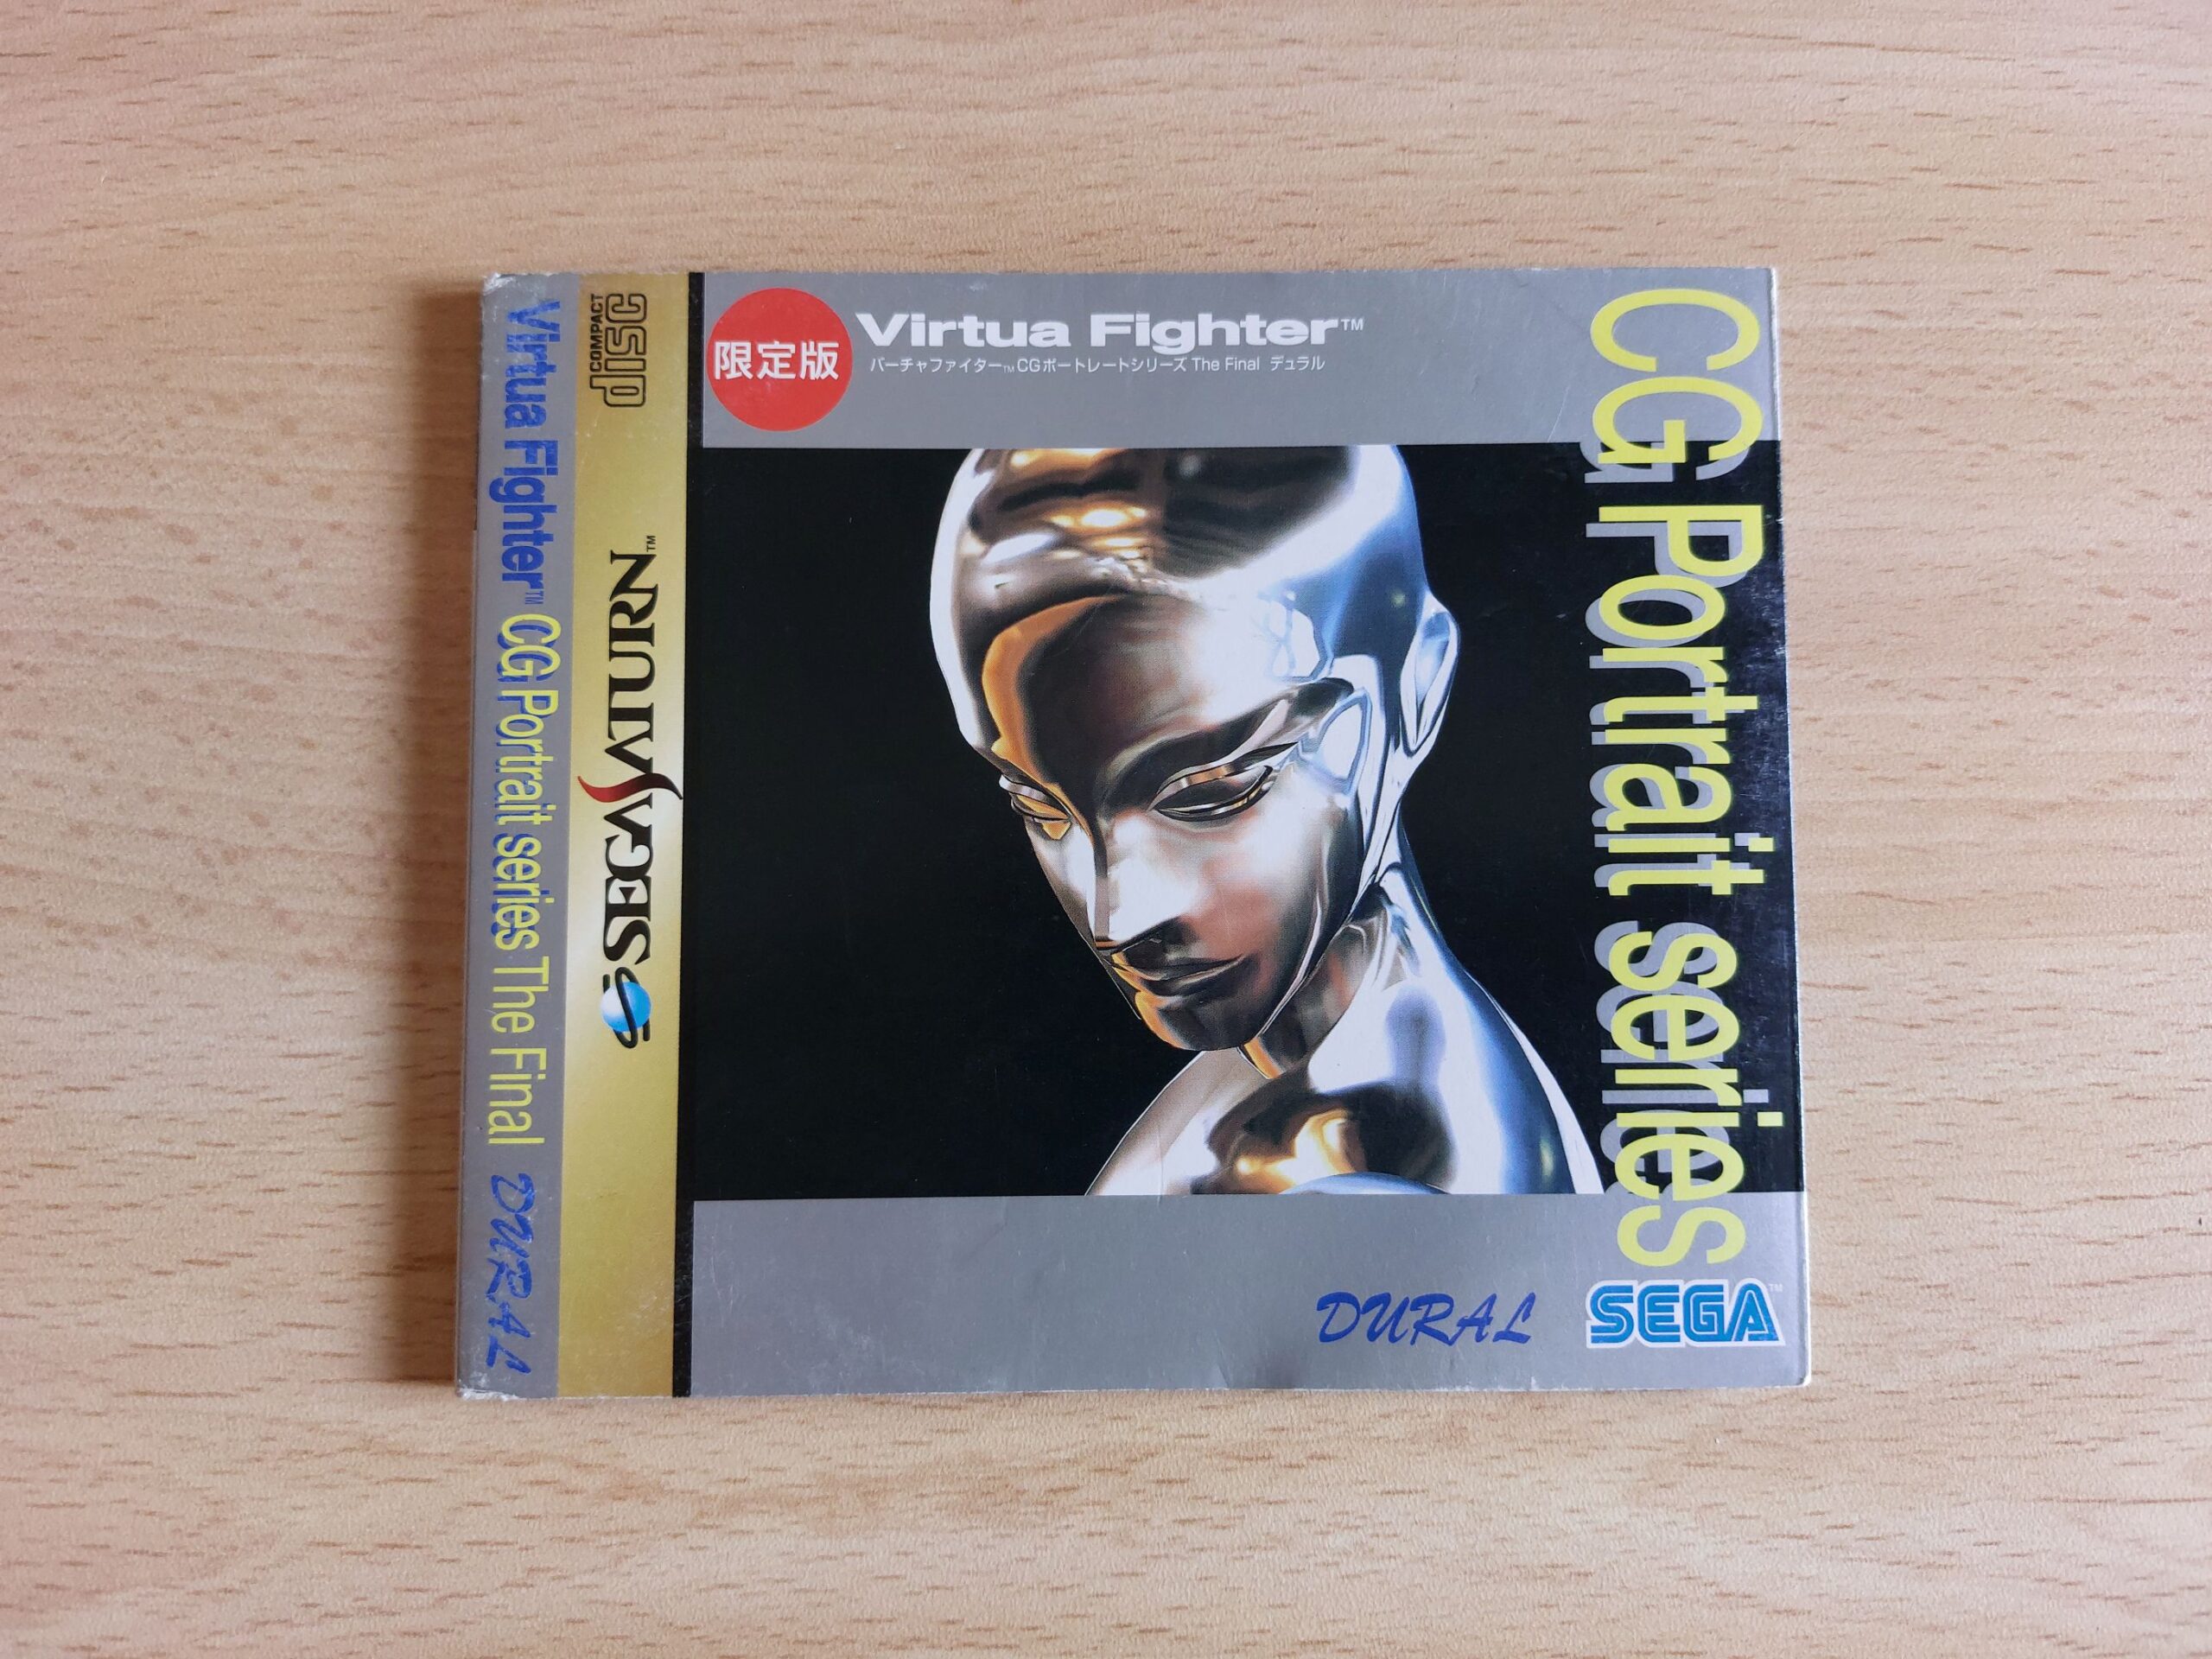 Virtua Fighter™ CG Portrait series The Final DURAL
COMPACT
disc
SEGA SATURN™
限定版
Virtua Fighter™
バーチャファイター™CGポートレートシリーズ The Final デュラル
CG Portrait series
DURAL
SEGA™